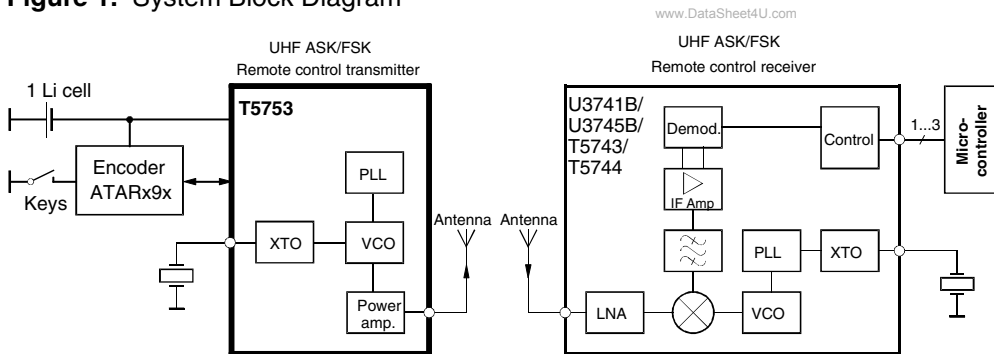 Figure 1. System Block Diagram
www.DataSheet4U.com
UHF ASK/FSK
Remote control transmitter
1 Li cell
T5753
Encoder
ATARx9x
Keys
PLL
XTO
VCO
Power
amp.
Antenna
Antenna
UHF ASK/FSK
Remote control receiver
U3741B/
U3745B/
T5743/
T5744
Demod.
Control
1...3
Micro-
controller
IF Amp
PLL
XTO
LNA
VCO